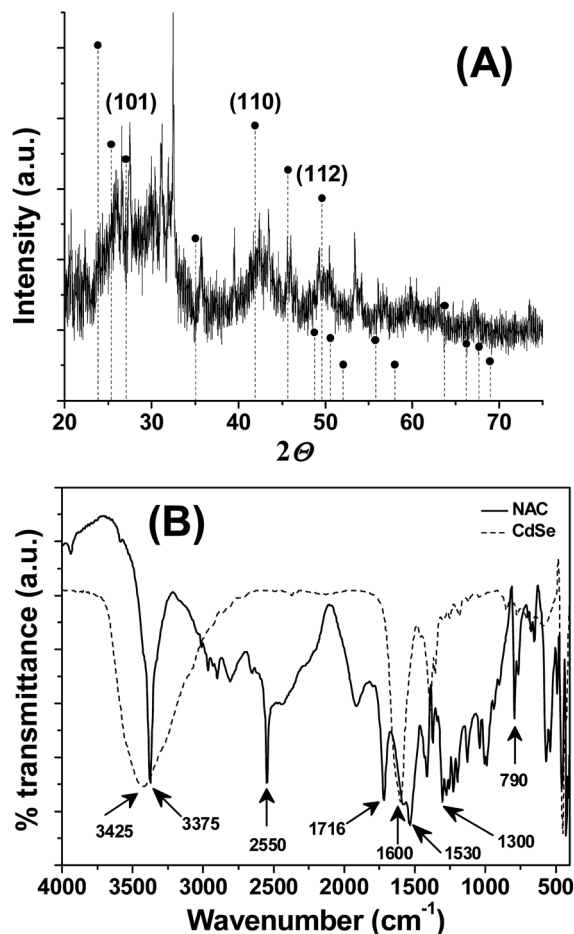 (A)
(101)
(110)
(112)
Intensity (a.u.)
20 30 40 50 60 70
2Θ
(B)
NAC
CdSe
% transmittance (a.u.)
3425
3375
2550
1716
1600
1530
1300
790
4000 3500 3000 2500 2000 1500 1000 500
Wavenumber (cm⁻¹)